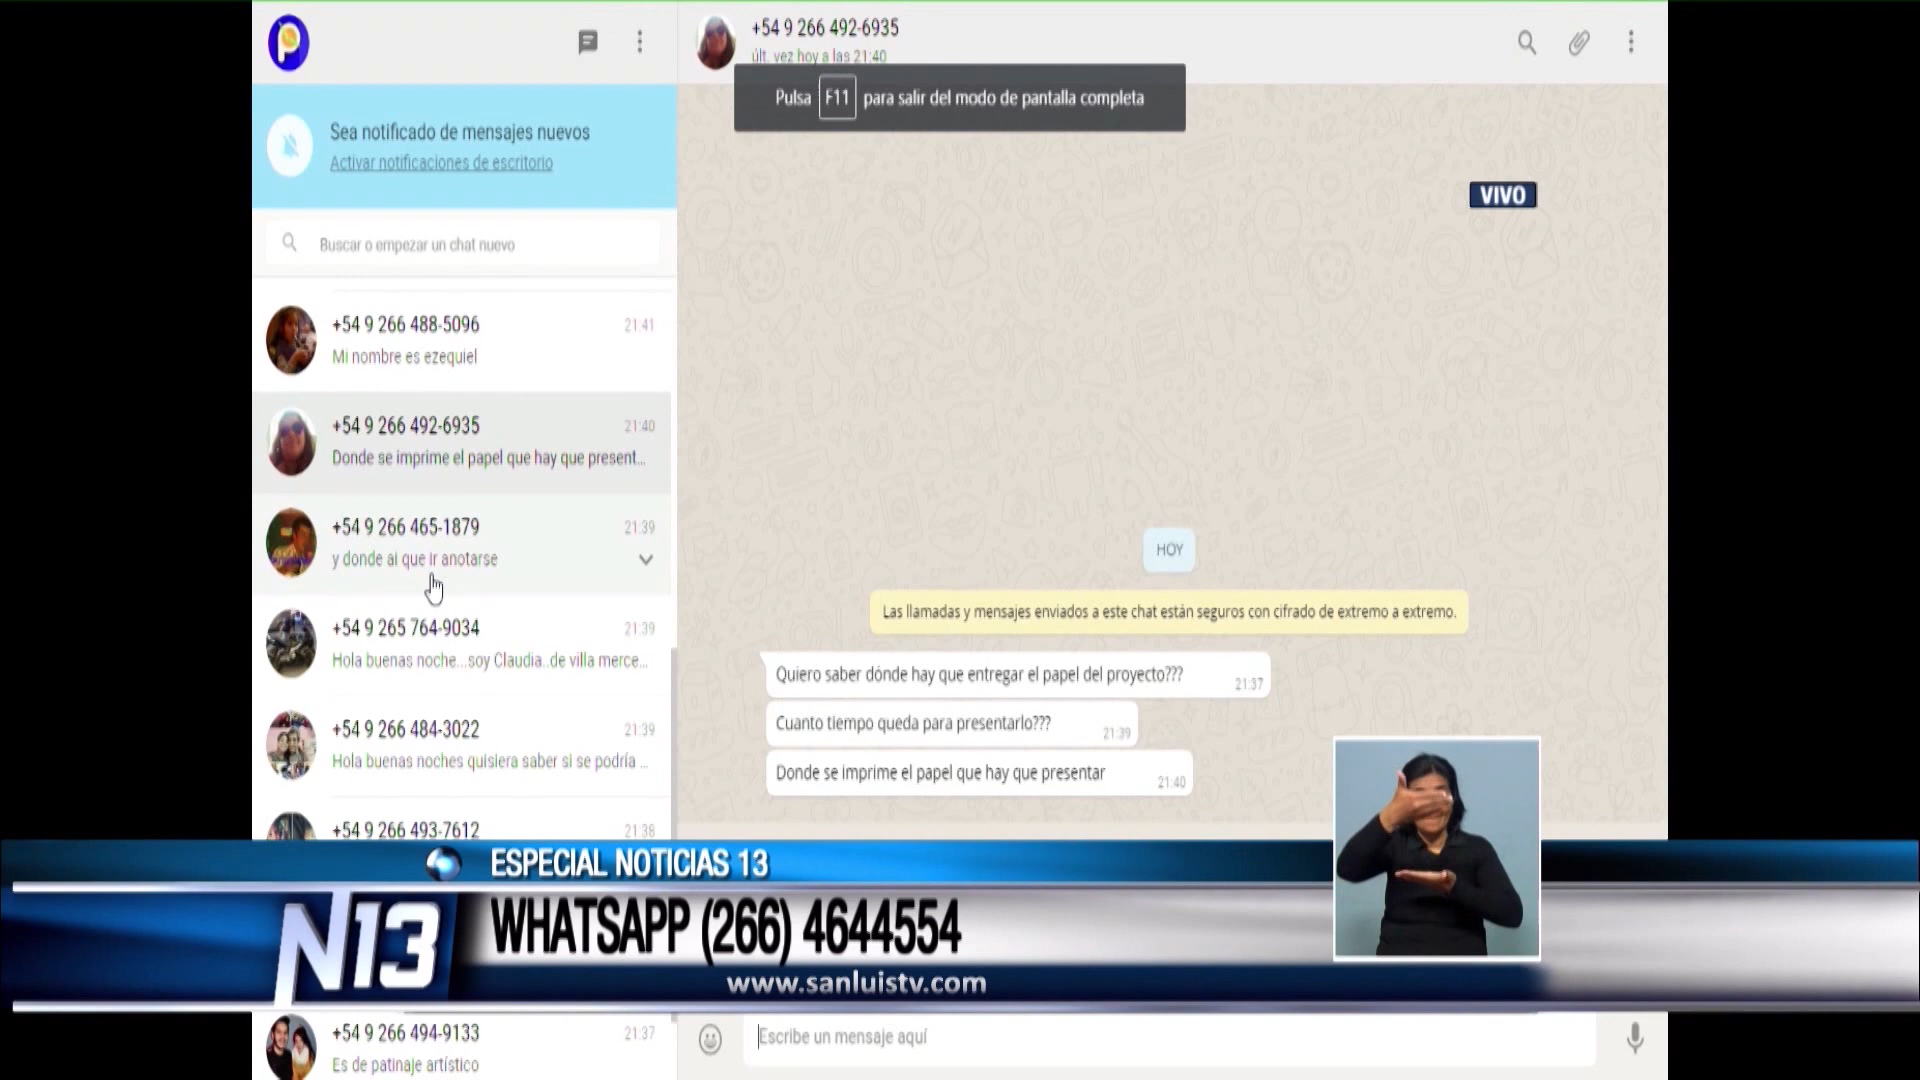 +54 9 266 492-6935
últ. vez hoy a las 21:40
Pulsa F11 para salir del modo de pantalla completa
Sea notificado de mensajes nuevos
Activar notificaciones de escritorio
VIVO
Buscar o empezar un chat nuevo
+54 9 266 488-5096 21:41
Mi nombre es ezequiel
+54 9 266 492-6935 21:40
Donde se imprime el papel que hay que present...
+54 9 266 465-1879 21:39
y donde ai que ir anotarse
+54 9 265 764-9034 21:39
Hola buenas noche...soy Claudia..de villa merce...
+54 9 266 484-3022 21:39
Hola buenas noches quisiera saber si se podría ...
+54 9 266 493-7612 21:38
+54 9 266 494-9133 21:37
Es de patinaje artístico
HOY
Las llamadas y mensajes enviados a este chat están seguros con cifrado de extremo a extremo.
Quiero saber dónde hay que entregar el papel del proyecto??? 21:37
Cuanto tiempo queda para presentarlo??? 21:39
Donde se imprime el papel que hay que presentar 21:40
ESPECIAL NOTICIAS 13
N13
WHATSAPP (266) 4644554
www.sanluistv.com
Escribe un mensaje aquí